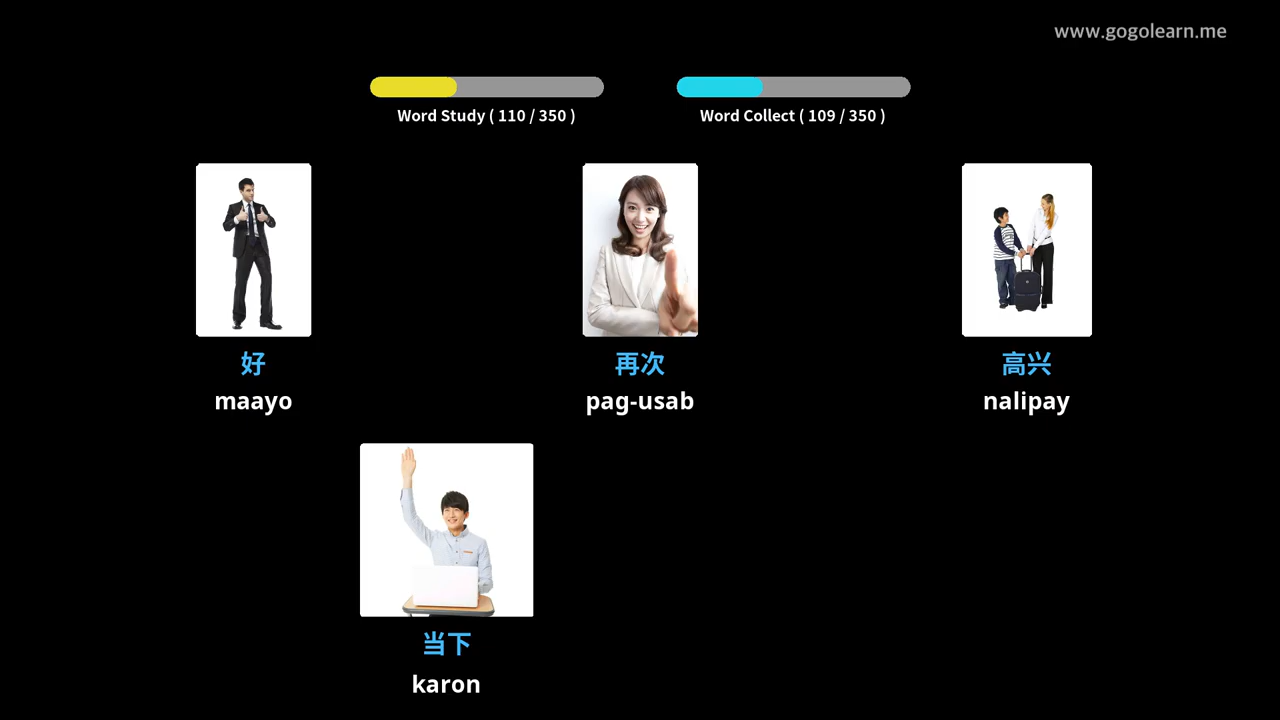 www.gogolearn.me
Word Study ( 110 / 350 )
Word Collect ( 109 / 350 )
好
再次
高兴
maayo
pag-usab
nalipay
当下
karon